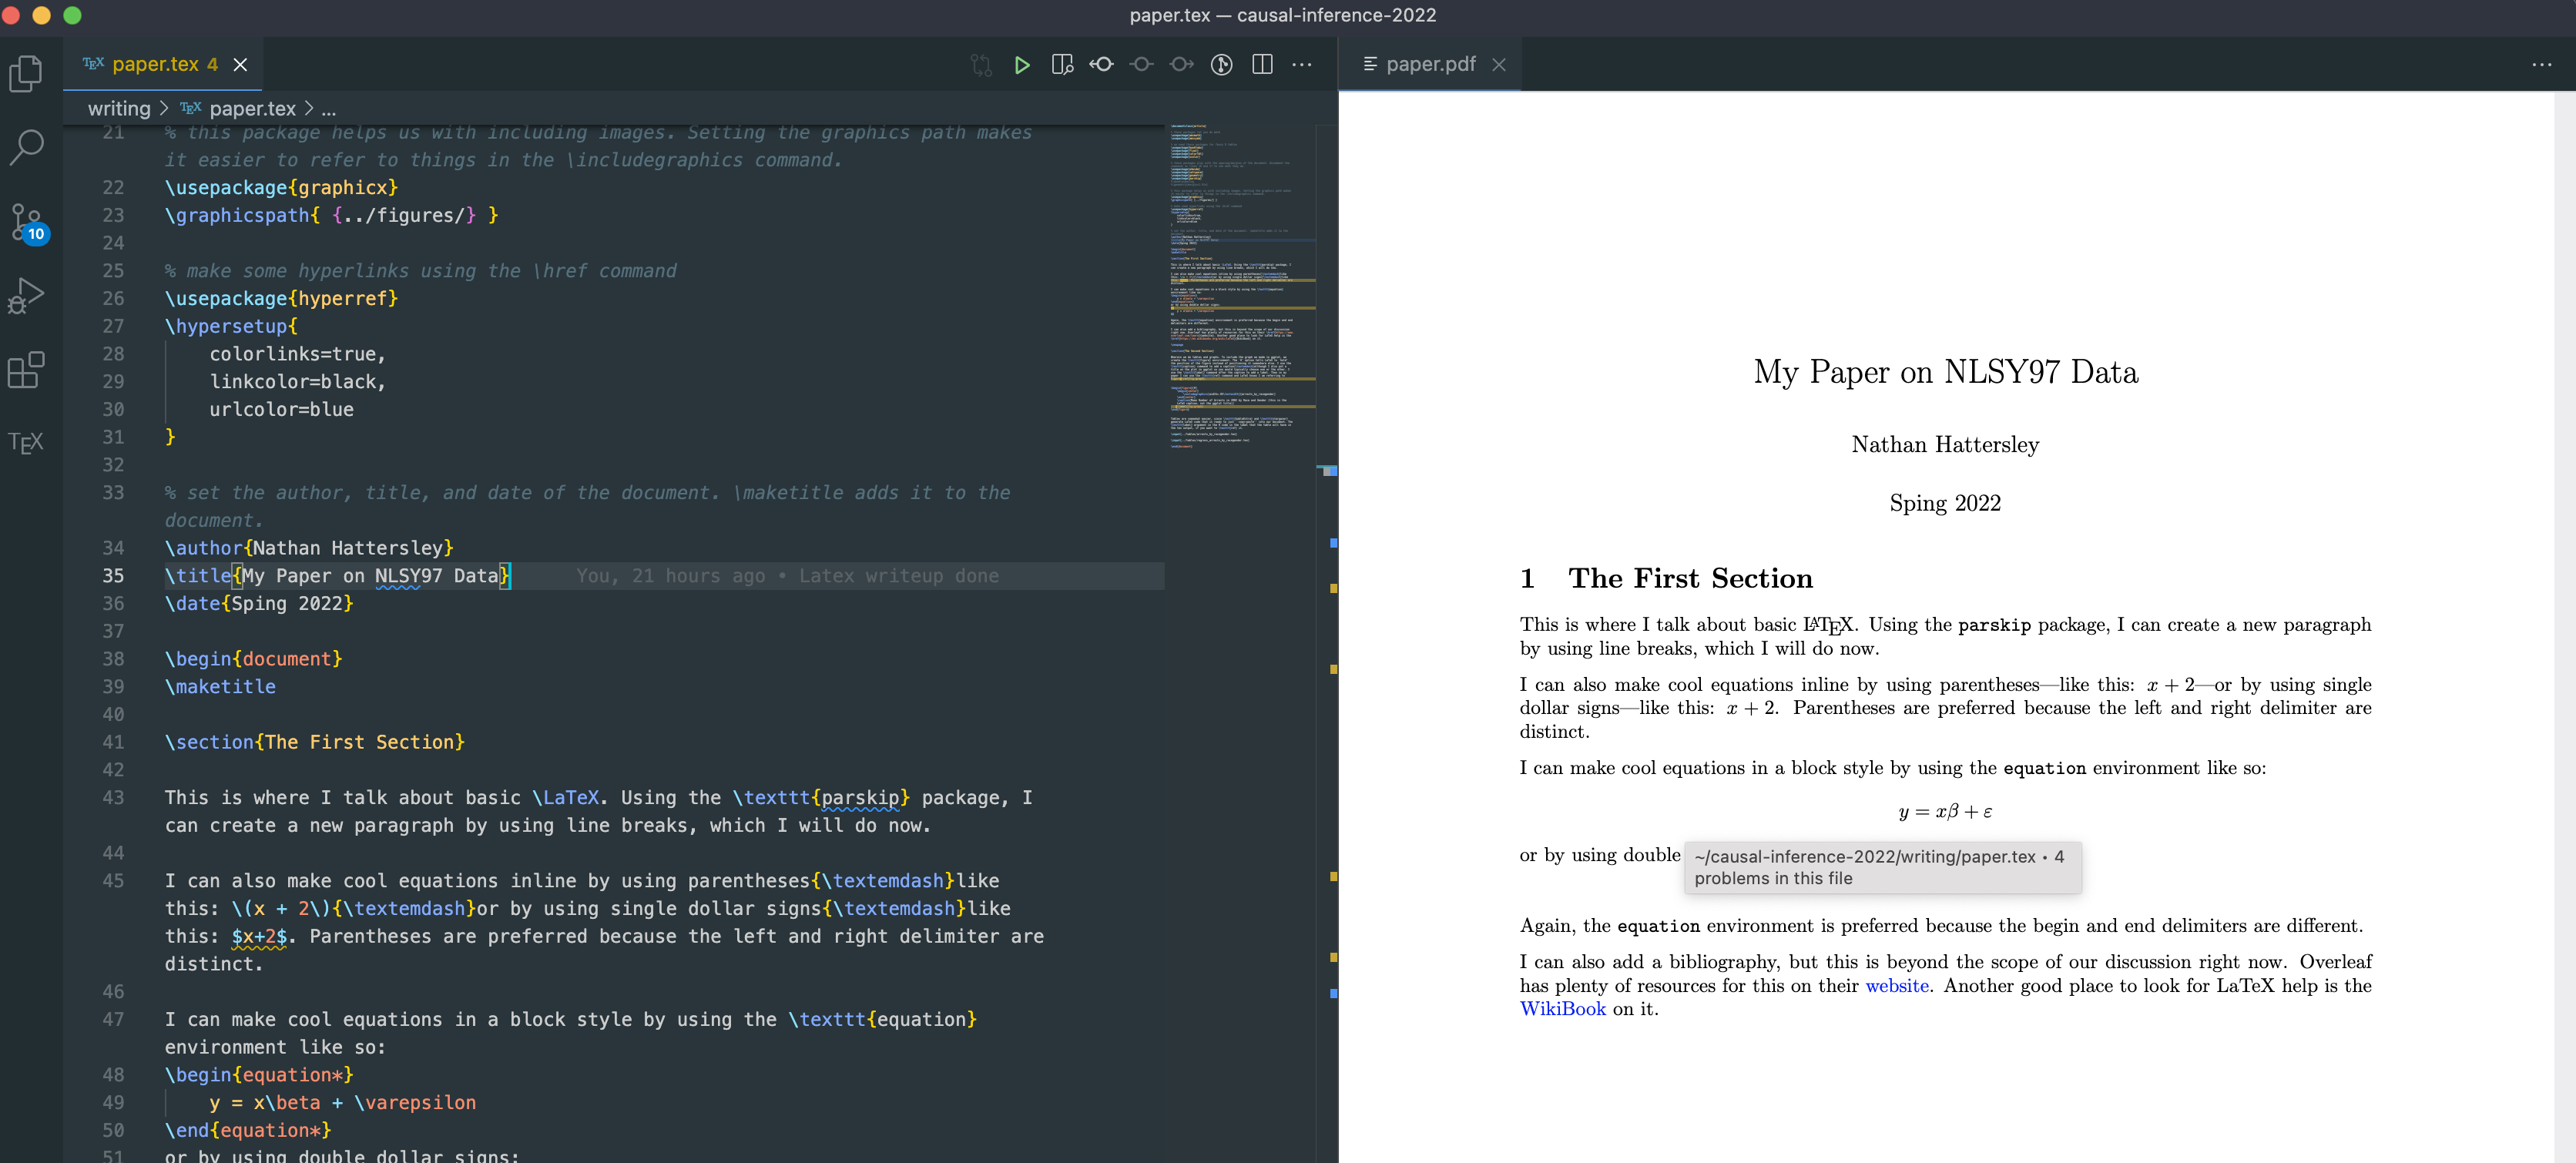 paper.tex — causal-inference-2022
TEX paper.tex 4
paper.pdf
writing > TEX paper.tex > ...
21 % this package helps us with including images. Setting the graphics path makes
it easier to refer to things in the \includegraphics command.
22 \usepackage{graphicx}
23 \graphicspath{ {../figures/} }
24
25 % make some hyperlinks using the \href command
26 \usepackage{hyperref}
27 \hypersetup{
28 colorlinks=true,
29 linkcolor=black,
30 urlcolor=blue
31 }
32
33 % set the author, title, and date of the document. \maketitle adds it to the
document.
34 \author{Nathan Hattersley}
35 \title{My Paper on NLSY97 Data} You, 21 hours ago • Latex writeup done
36 \date{Sping 2022}
37
38 \begin{document}
39 \maketitle
40
41 \section{The First Section}
42
43 This is where I talk about basic \LaTeX. Using the \texttt{parskip} package, I
can create a new paragraph by using line breaks, which I will do now.
44
45 I can also make cool equations inline by using parentheses{\textemdash}like
this: \(x + 2\){\textemdash}or by using single dollar signs{\textemdash}like
this: $x+2$. Parentheses are preferred because the left and right delimiter are
distinct.
46
47 I can make cool equations in a block style by using the \texttt{equation}
environment like so:
48 \begin{equation*}
49 y = x\beta + \varepsilon
50 \end{equation*}
51 or by using double dollar signs:
10
TEX
My Paper on NLSY97 Data
Nathan Hattersley
Sping 2022
1 The First Section
This is where I talk about basic LATEX. Using the parskip package, I can create a new paragraph
by using line breaks, which I will do now.
I can also make cool equations inline by using parentheses—like this: x + 2—or by using single
dollar signs—like this: x + 2. Parentheses are preferred because the left and right delimiter are
distinct.
I can make cool equations in a block style by using the equation environment like so:
y = xβ + ε
or by using double
~/causal-inference-2022/writing/paper.tex • 4
problems in this file
Again, the equation environment is preferred because the begin and end delimiters are different.
I can also add a bibliography, but this is beyond the scope of our discussion right now. Overleaf
has plenty of resources for this on their website. Another good place to look for LaTeX help is the
WikiBook on it.